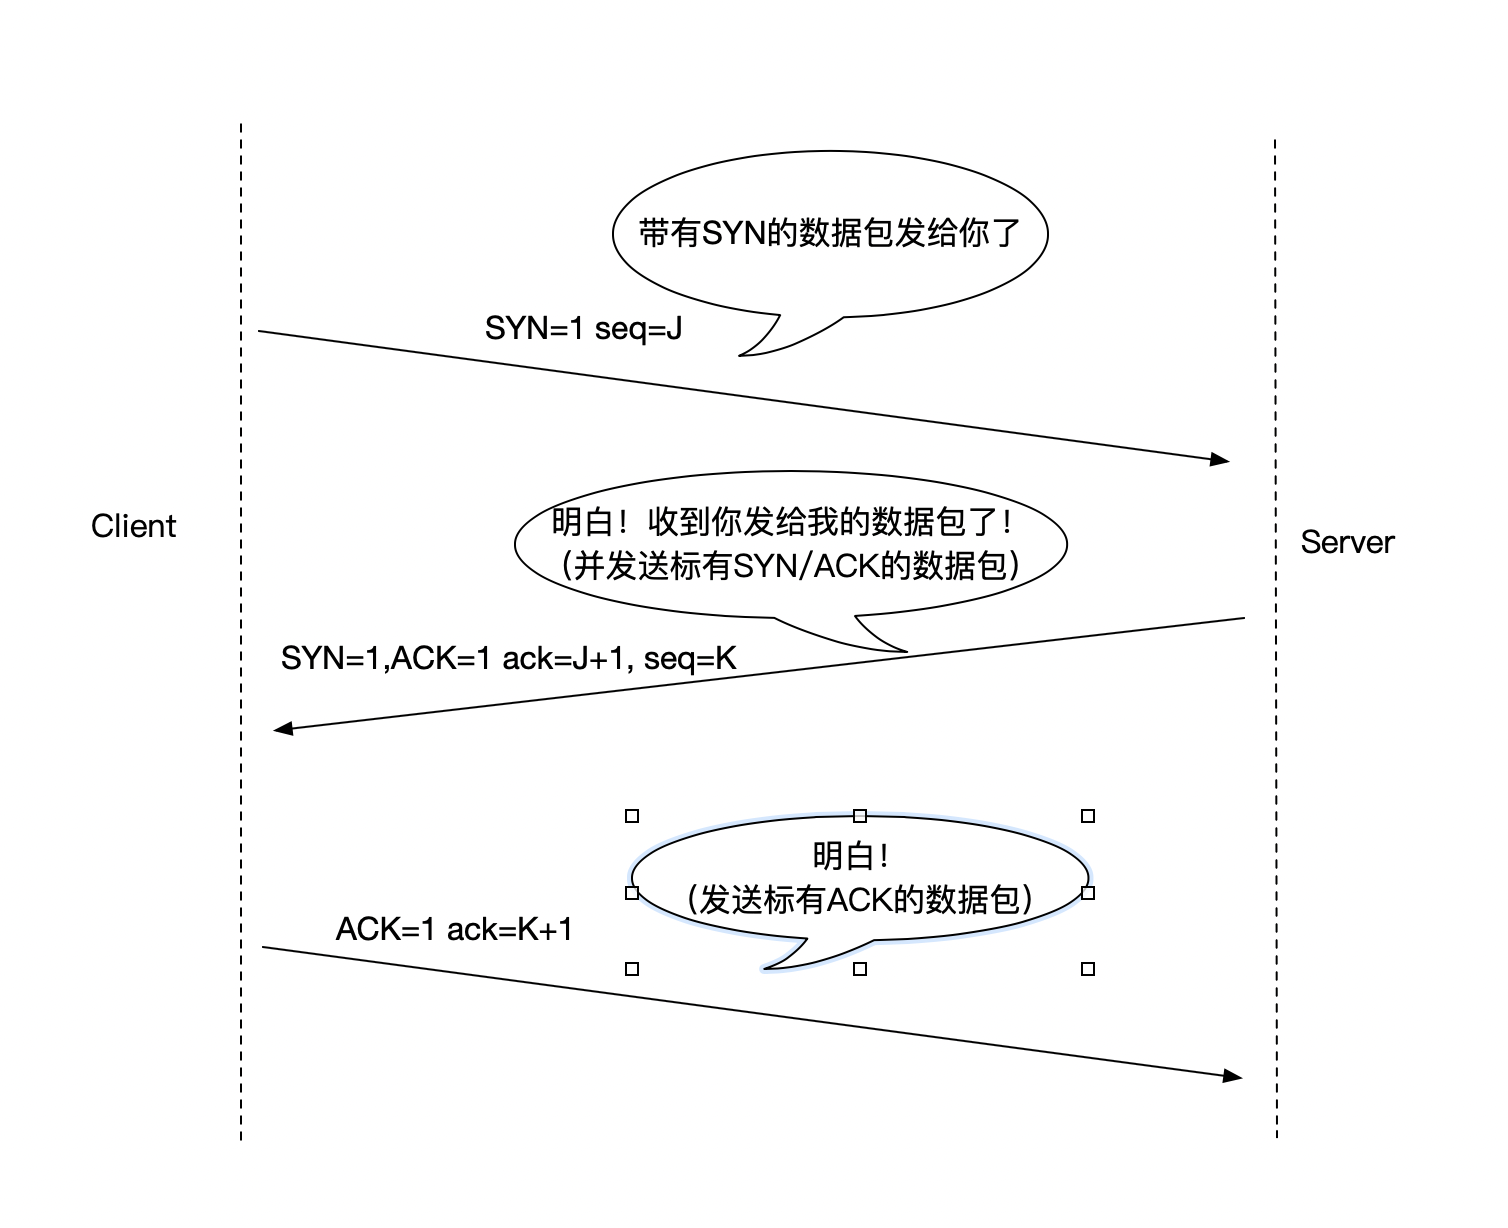 带有SYN的数据包发给你了
SYN=1 seq=J
Client
明白！收到你发给我的数据包了！
（并发送标有SYN/ACK的数据包）
Server
SYN=1,ACK=1 ack=J+1, seq=K
明白！
（发送标有ACK的数据包）
ACK=1 ack=K+1